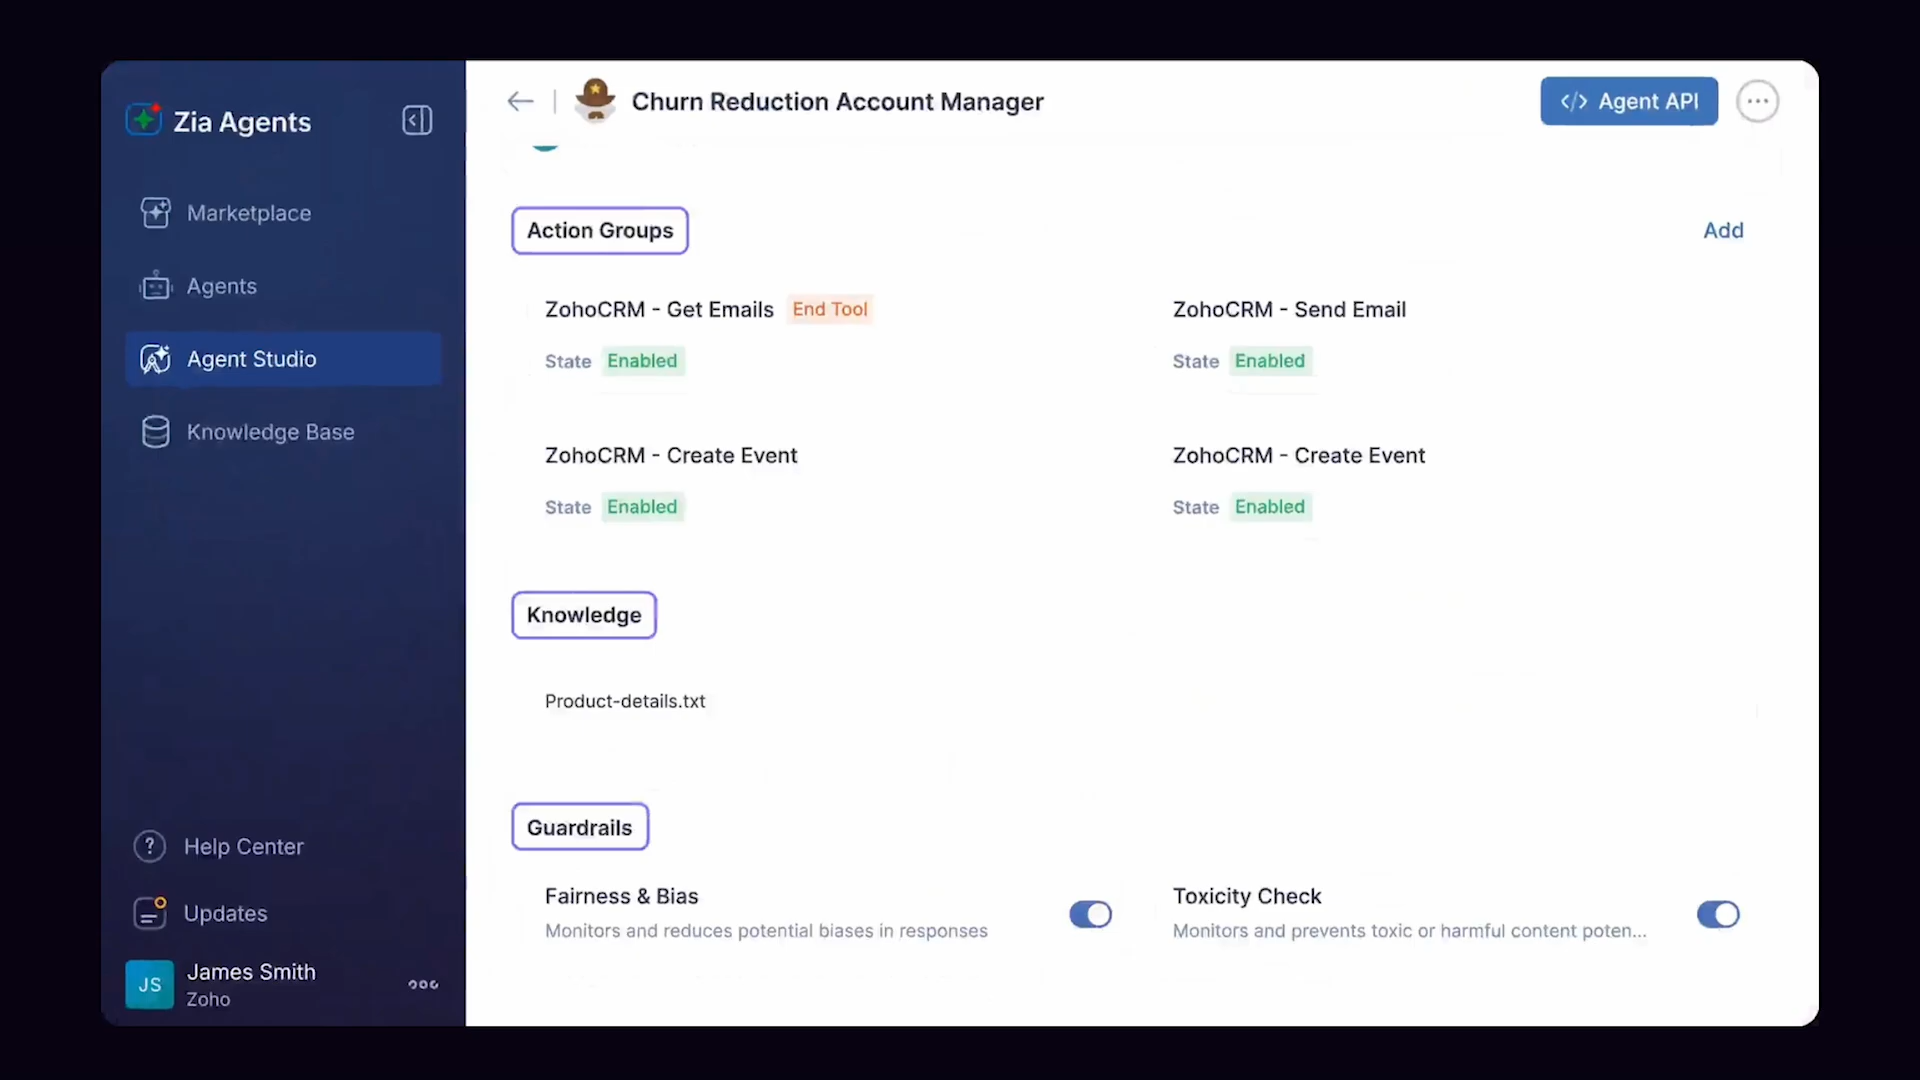 Zia Agents
Marketplace
Agents
Agent Studio
Knowledge Base
Help Center
Updates
JS
James Smith
Zoho
Churn Reduction Account Manager
</> Agent API
Action Groups
Add
ZohoCRM - Get Emails End Tool
State Enabled
ZohoCRM - Send Email
State Enabled
ZohoCRM - Create Event
State Enabled
ZohoCRM - Create Event
State Enabled
Knowledge
Product-details.txt
Guardrails
Fairness & Bias
Monitors and reduces potential biases in responses
Toxicity Check
Monitors and prevents toxic or harmful content poten...